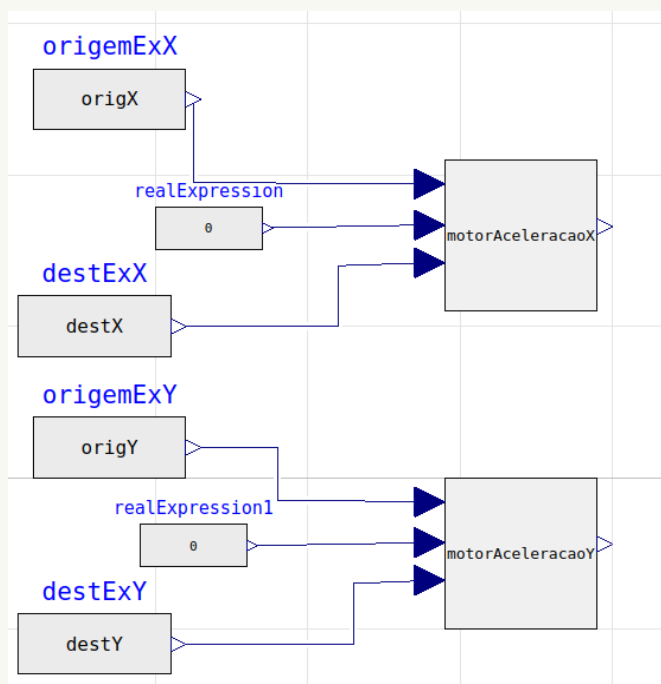 origemExX
origX
realExpression
0
motorAceleracaoX
destExX
destX
origemExY
origY
realExpression1
0
motorAceleracaoY
destExY
destY